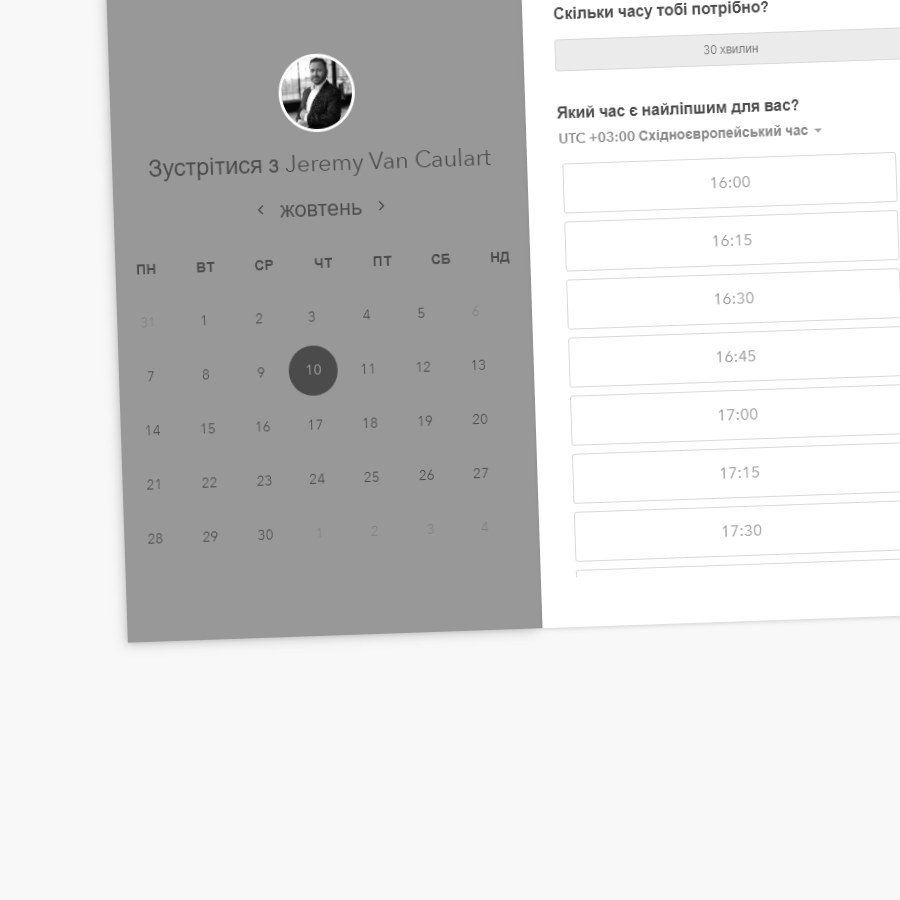 Зустрітися з Jeremy Van Caulart
‹ жовтень ›
ПН ВТ СР ЧТ ПТ СБ НД
31 1 2 3 4 5 6
7 8 9 10 11 12 13
14 15 16 17 18 19 20
21 22 23 24 25 26 27
28 29 30 1 2 3 4
Скільки часу тобі потрібно?
30 хвилин
Який час є найліпшим для вас?
UTC +03:00 Східноєвропейський час
16:00
16:15
16:30
16:45
17:00
17:15
17:30